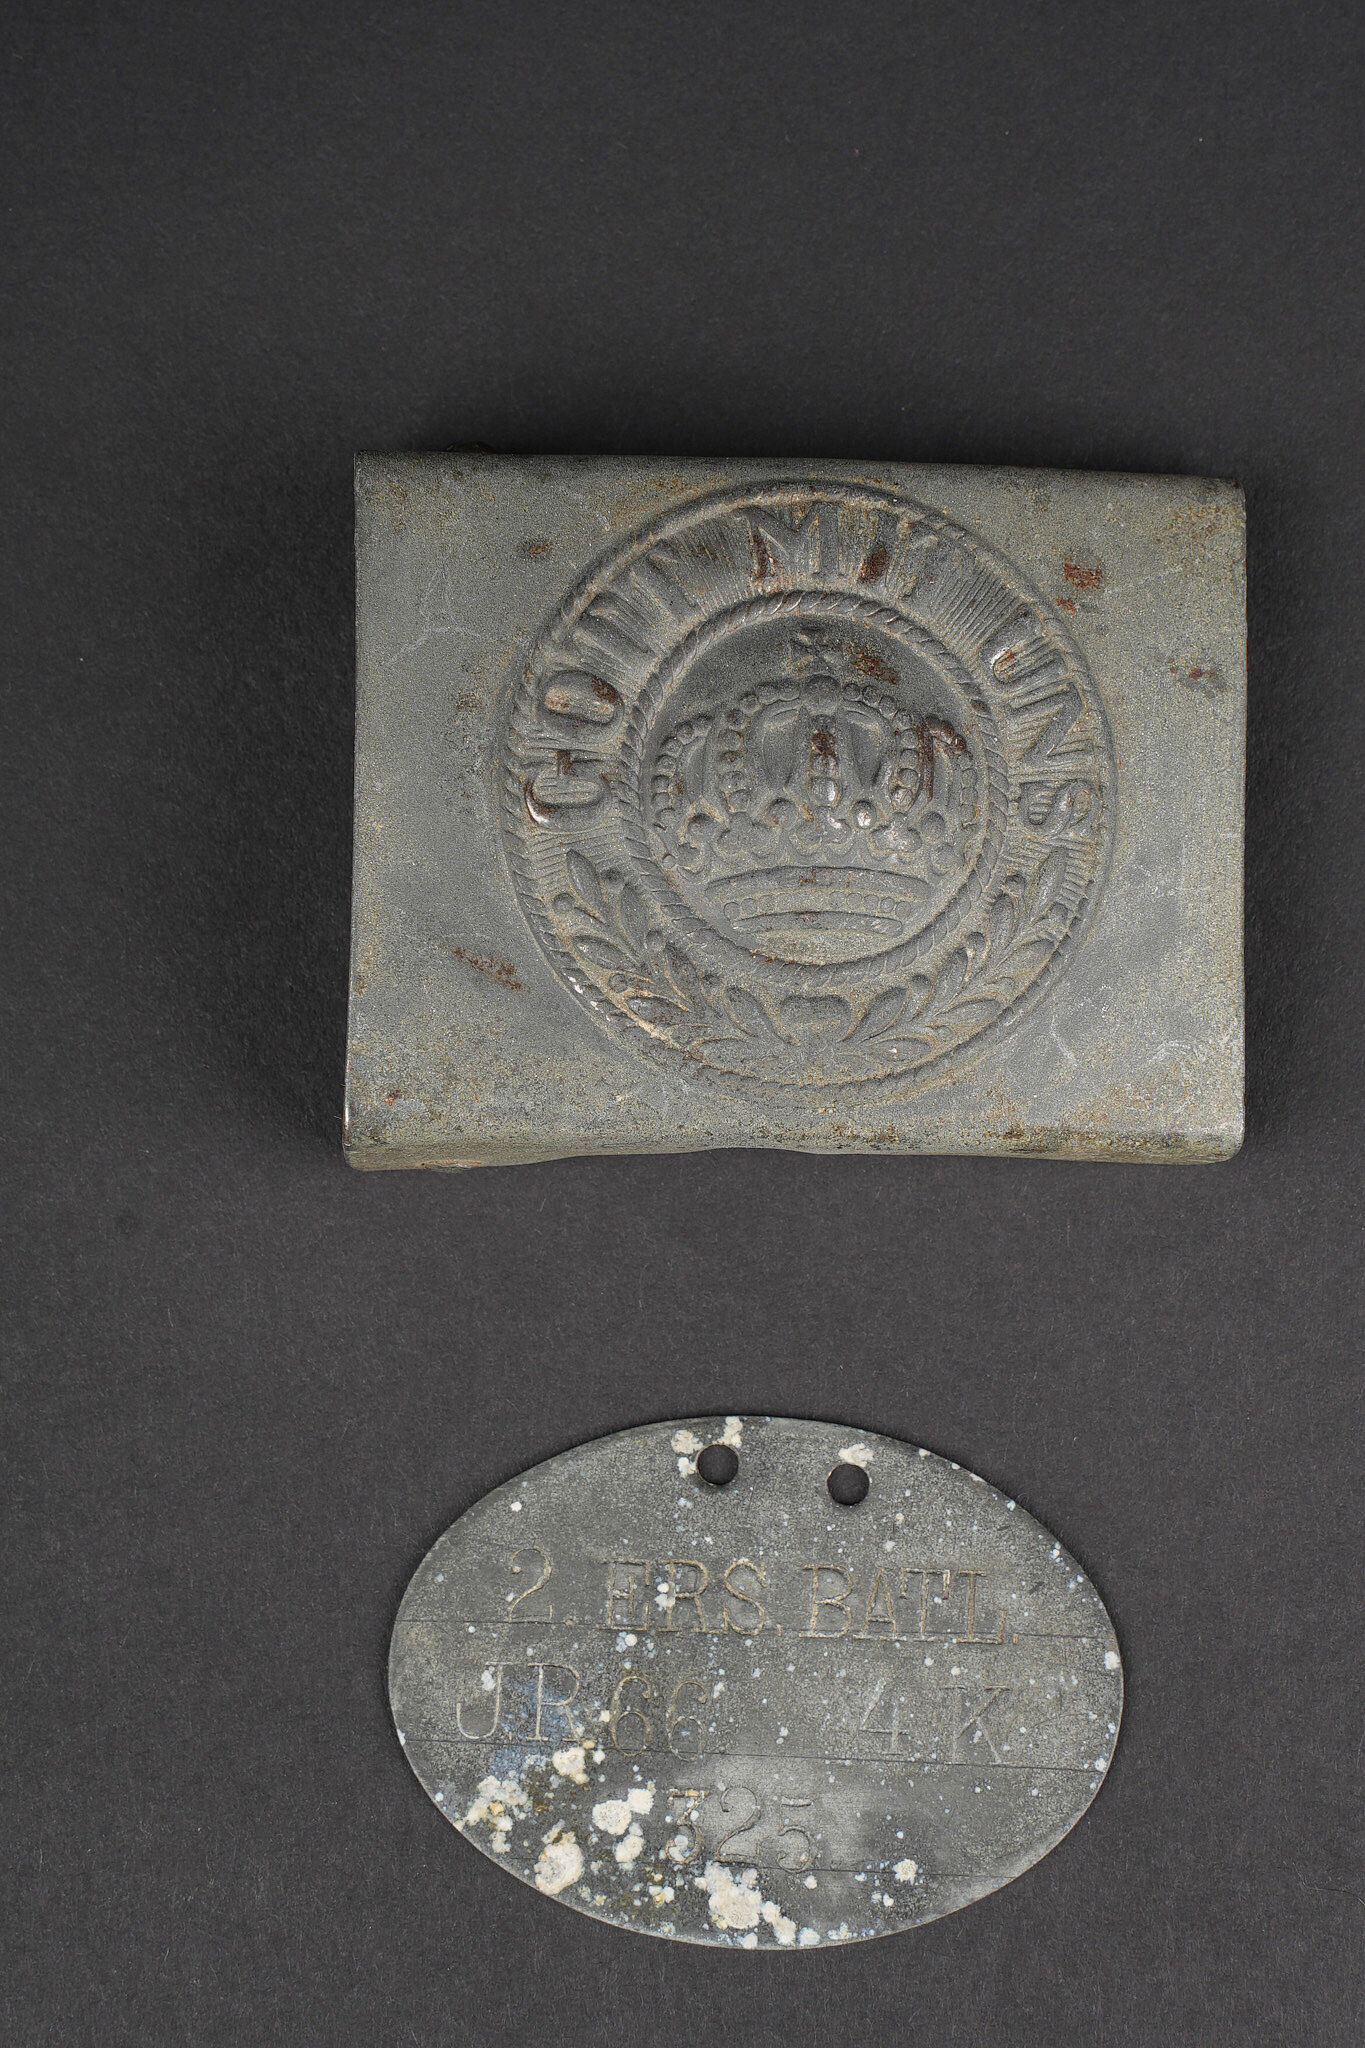 GOTT MIT UNS
2. ERS. BATL.
J.R. 66 4 K
325.